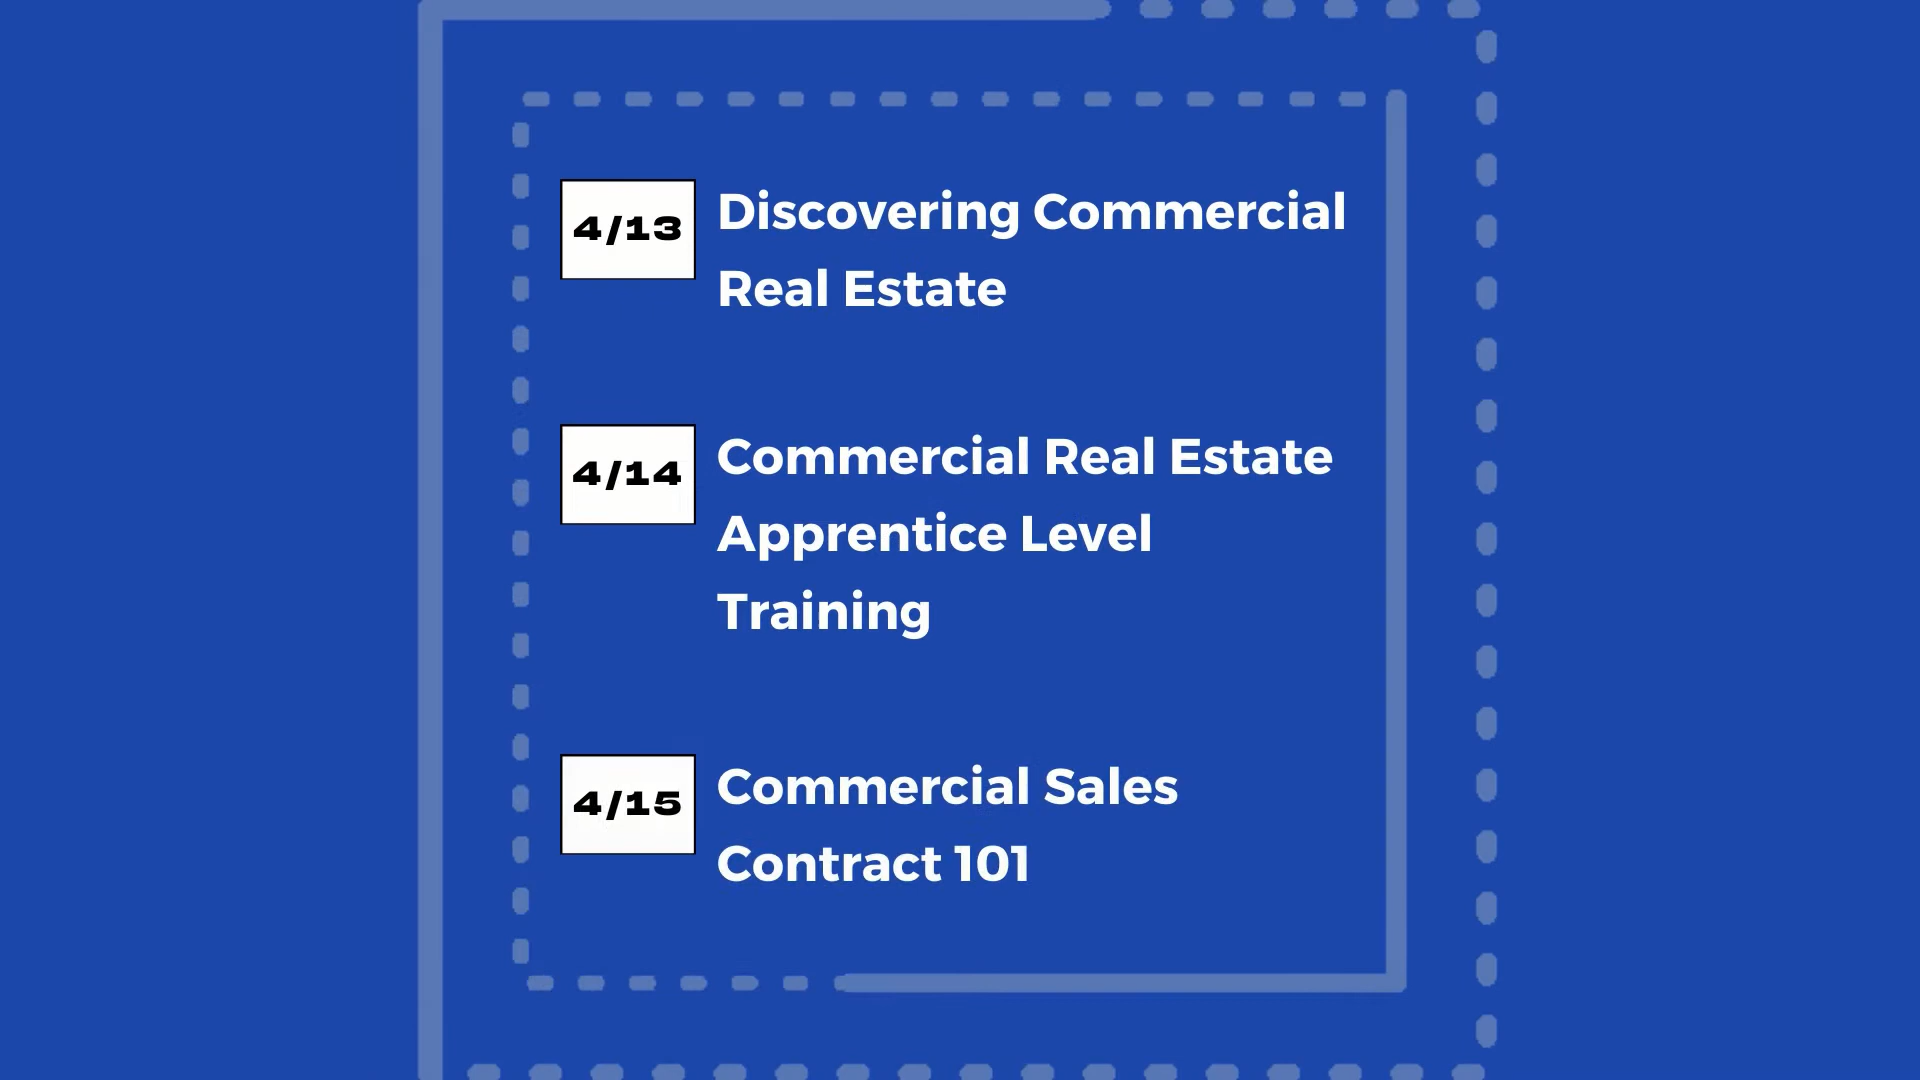 4/13
Discovering Commercial
Real Estate
4/14
Commercial Real Estate
Apprentice Level
Training
4/15
Commercial Sales
Contract 101